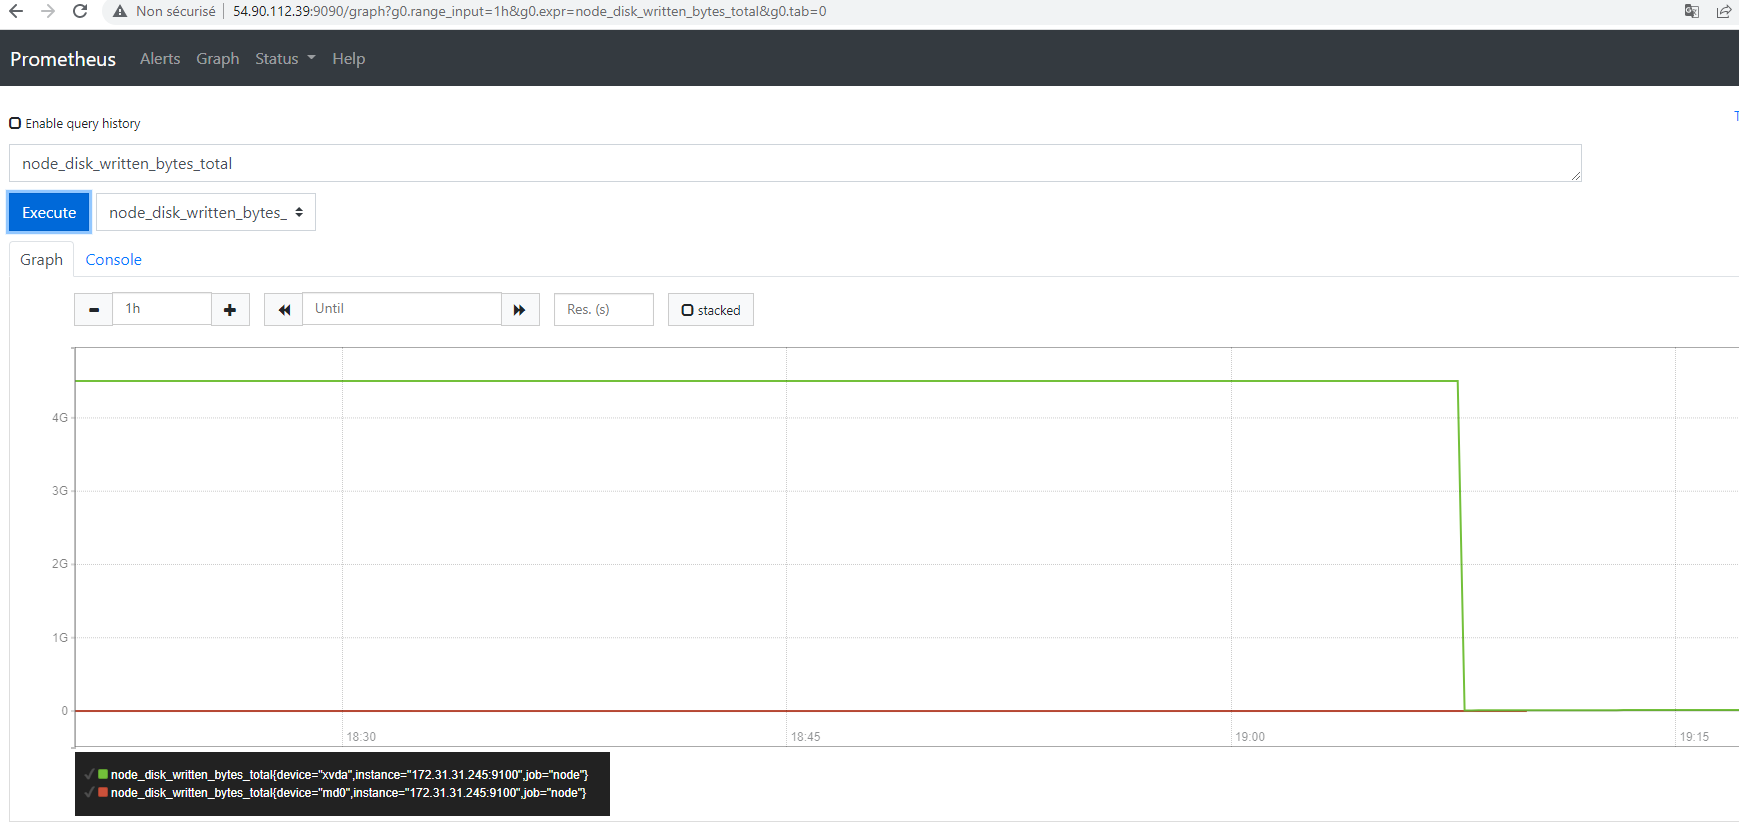 Non sécurisé | 54.90.112.39:9090/graph?g0.range_input=1h&g0.expr=node_disk_written_bytes_total&g0.tab=0
Prometheus Alerts Graph Status Help
Enable query history
node_disk_written_bytes_total
Execute node_disk_written_bytes_
Graph Console
1h Until Res. (s) stacked
4G
3G
2G
1G
0
18:30 18:45 19:00 19:15
node_disk_written_bytes_total{device="xvda",instance="172.31.31.245:9100",job="node"}
node_disk_written_bytes_total{device="md0",instance="172.31.31.245:9100",job="node"}